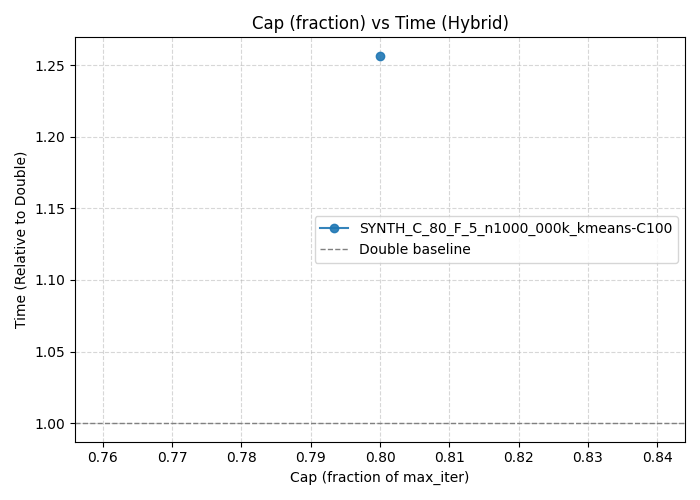 Cap (fraction) vs Time (Hybrid)
1.25
1.20
1.15
1.10
1.05
1.00
Time (Relative to Double)
SYNTH_C_80_F_5_n1000_000k_kmeans-C100
Double baseline
0.76 0.77 0.78 0.79 0.80 0.81 0.82 0.83 0.84
Cap (fraction of max_iter)